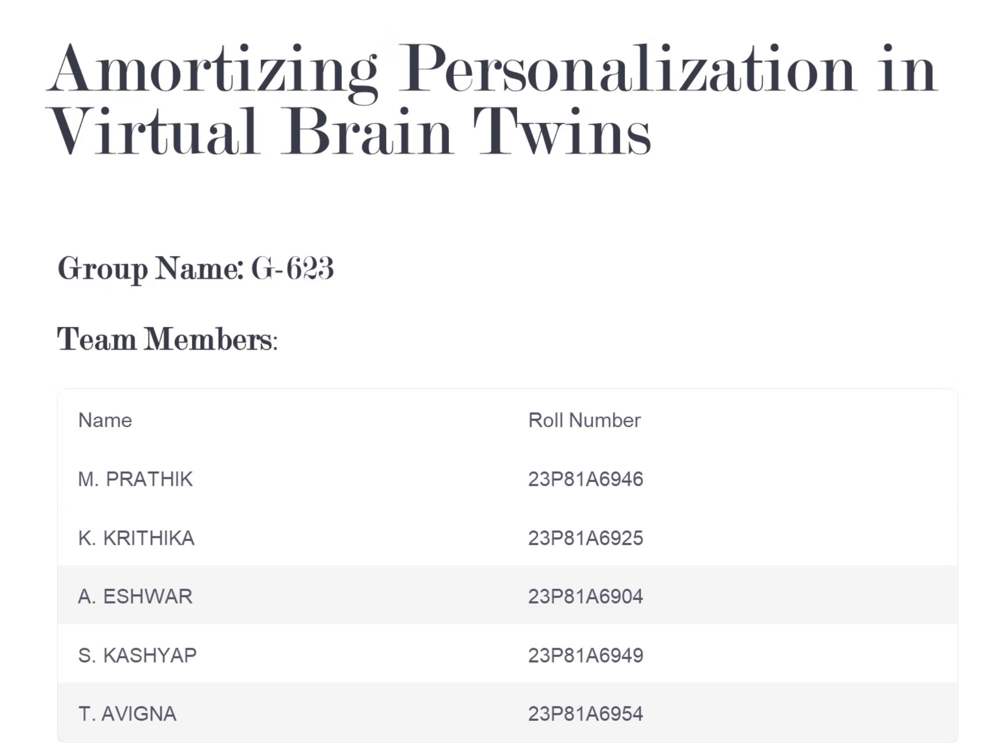 Amortizing Personalization in
Virtual Brain Twins
Group Name: G-623
Team Members:
Name Roll Number
M. PRATHIK 23P81A6946
K. KRITHIKA 23P81A6925
A. ESHWAR 23P81A6904
S. KASHYAP 23P81A6949
T. AVIGNA 23P81A6954